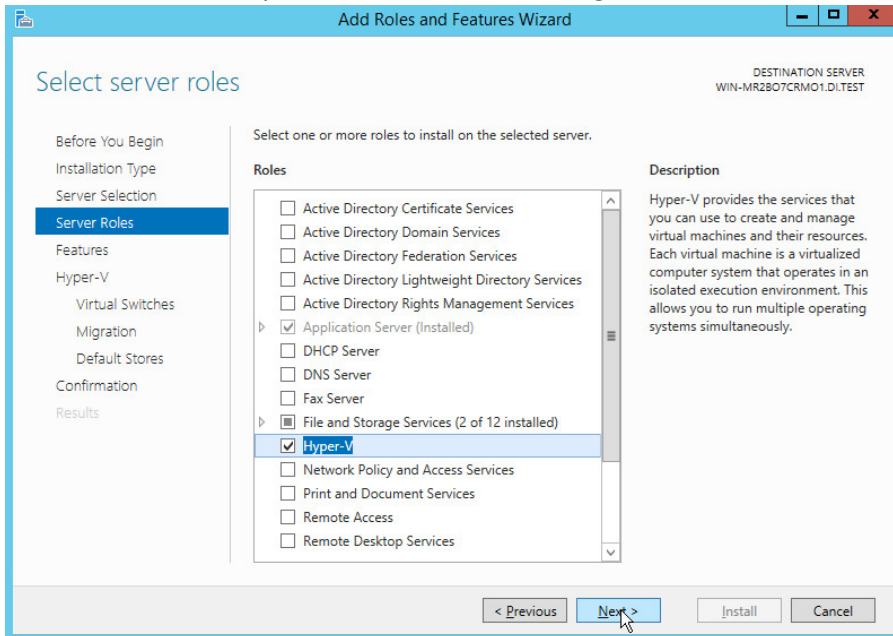 Add Roles and Features Wizard
Select server roles
DESTINATION SERVER
WIN-MR2BO7CRMO1.DI.TEST
Before You Begin
Installation Type
Server Selection
Server Roles
Features
Hyper-V
Virtual Switches
Migration
Default Stores
Confirmation
Results
Select one or more roles to install on the selected server.
Roles
Active Directory Certificate Services
Active Directory Domain Services
Active Directory Federation Services
Active Directory Lightweight Directory Services
Active Directory Rights Management Services
Application Server (Installed)
DHCP Server
DNS Server
Fax Server
File and Storage Services (2 of 12 installed)
Hyper-V
Network Policy and Access Services
Print and Document Services
Remote Access
Remote Desktop Services
Description
Hyper-V provides the services that
you can use to create and manage
virtual machines and their resources.
Each virtual machine is a virtualized
computer system that operates in an
isolated execution environment. This
allows you to run multiple operating
systems simultaneously.
< Previous
Next >
Install
Cancel